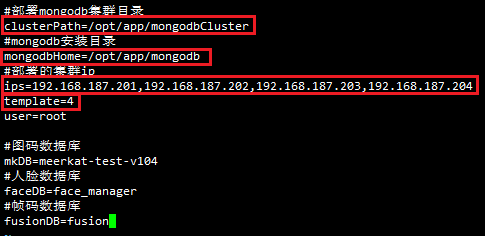 #部署mongodb集群目录
clusterPath=/opt/app/mongodbCluster
#mongodb安装目录
mongodbHome=/opt/app/mongodb
#部署的集群ip
ips=192.168.187.201,192.168.187.202,192.168.187.203,192.168.187.204
template=4
user=root
#图码数据库
mkDB=meerkat-test-v104
#人脸数据库
faceDB=face_manager
#帧码数据库
fusionDB=fusion